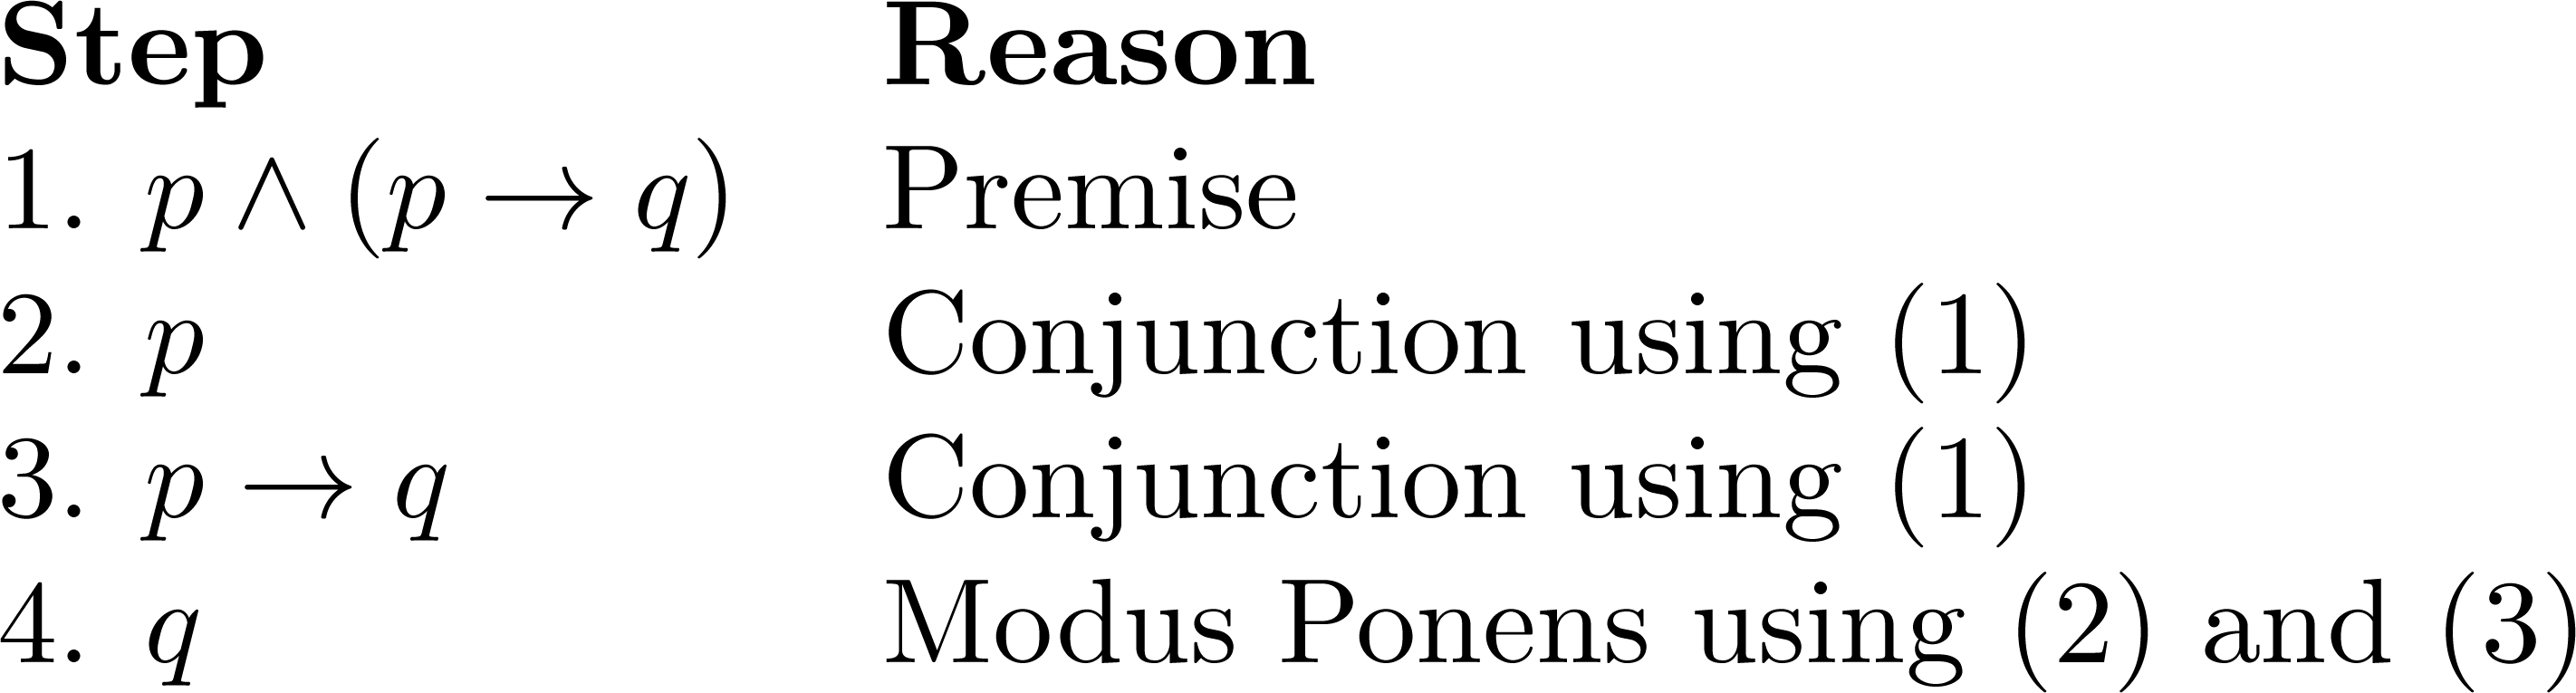 Step Reason
1. p ∧ (p → q) Premise
2. p Conjunction using (1)
3. p → q Conjunction using (1)
4. q Modus Ponens using (2) and (3)